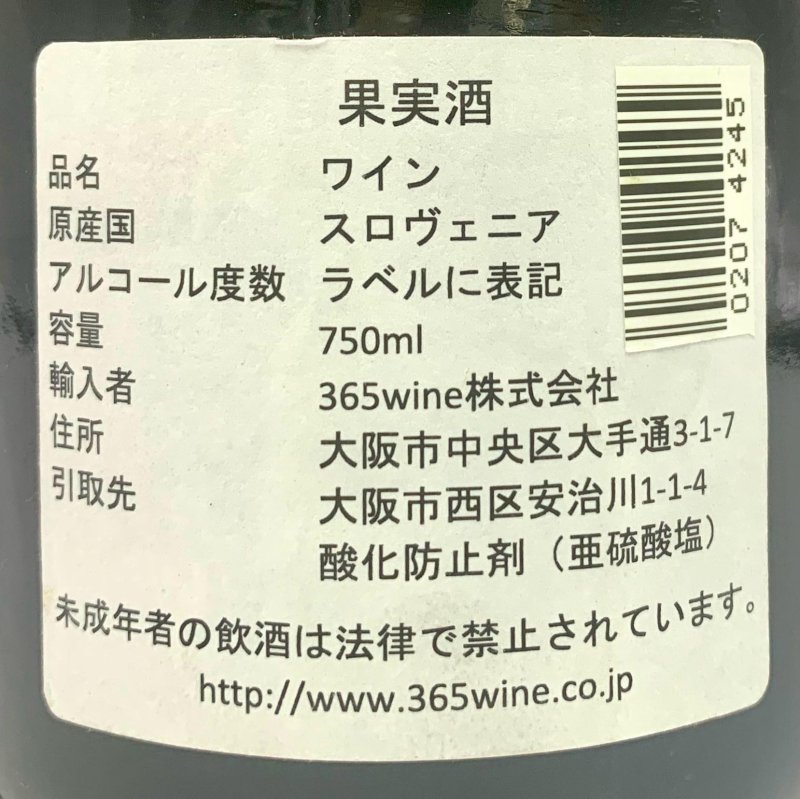 果実酒
品名 ワイン
原産国 スロヴェニア
アルコール度数 ラベルに表記
容量 750ml
輸入者 365wine株式会社
住所 大阪市中央区大手通3-1-7
引取先 大阪市西区安治川1-1-4
酸化防止剤（亜硫酸塩）
未成年者の飲酒は法律で禁止されています。
http://www.365wine.co.jp
0207 4245